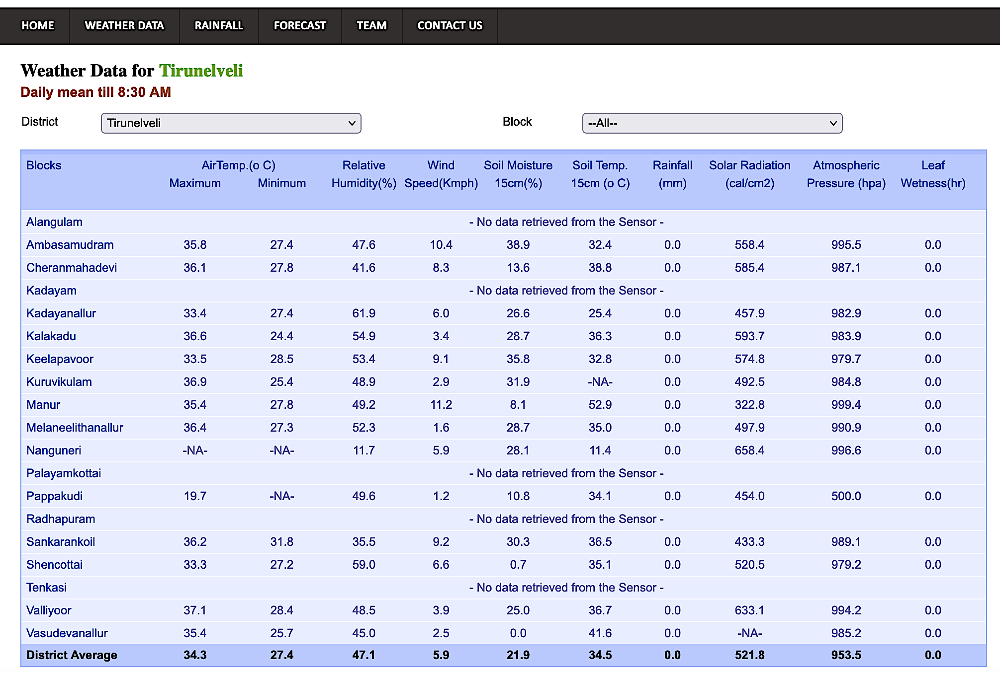 HOME WEATHER DATA RAINFALL FORECAST TEAM CONTACT US
Weather Data for Tirunelveli
Daily mean till 8:30 AM
District Tirunelveli Block --All--
Blocks AirTemp.(o C) Relative Wind Soil Moisture Soil Temp. Rainfall Solar Radiation Atmospheric Leaf
Maximum Minimum Humidity(%) Speed(Kmph) 15cm(%) 15cm (o C) (mm) (cal/cm2) Pressure (hpa) Wetness(hr)
Alangulam - No data retrieved from the Sensor -
Ambasamudram 35.8 27.4 47.6 10.4 38.9 32.4 0.0 558.4 995.5 0.0
Cheranmahadevi 36.1 27.8 41.6 8.3 13.6 38.8 0.0 585.4 987.1 0.0
Kadayam - No data retrieved from the Sensor -
Kadayanallur 33.4 27.4 61.9 6.0 26.6 25.4 0.0 457.9 982.9 0.0
Kalakadu 36.6 24.4 54.9 3.4 28.7 36.3 0.0 593.7 983.9 0.0
Keelapavoor 33.5 28.5 53.4 9.1 35.8 32.8 0.0 574.8 979.7 0.0
Kuruvikulam 36.9 25.4 48.9 2.9 31.9 -NA- 0.0 492.5 984.8 0.0
Manur 35.4 27.8 49.2 11.2 8.1 52.9 0.0 322.8 999.4 0.0
Melaneelithanallur 36.4 27.3 52.3 1.6 28.7 35.0 0.0 497.9 990.9 0.0
Nanguneri -NA- -NA- 11.7 5.9 28.1 11.4 0.0 658.4 996.6 0.0
Palayamkottai - No data retrieved from the Sensor -
Pappakudi 19.7 -NA- 49.6 1.2 10.8 34.1 0.0 454.0 500.0 0.0
Radhapuram - No data retrieved from the Sensor -
Sankarankoil 36.2 31.8 35.5 9.2 30.3 36.5 0.0 433.3 989.1 0.0
Shencottai 33.3 27.2 59.0 6.6 0.7 35.1 0.0 520.5 979.2 0.0
Tenkasi - No data retrieved from the Sensor -
Valliyoor 37.1 28.4 48.5 3.9 25.0 36.7 0.0 633.1 994.2 0.0
Vasudevanallur 35.4 25.7 45.0 2.5 0.0 41.6 0.0 -NA- 985.2 0.0
District Average 34.3 27.4 47.1 5.9 21.9 34.5 0.0 521.8 953.5 0.0